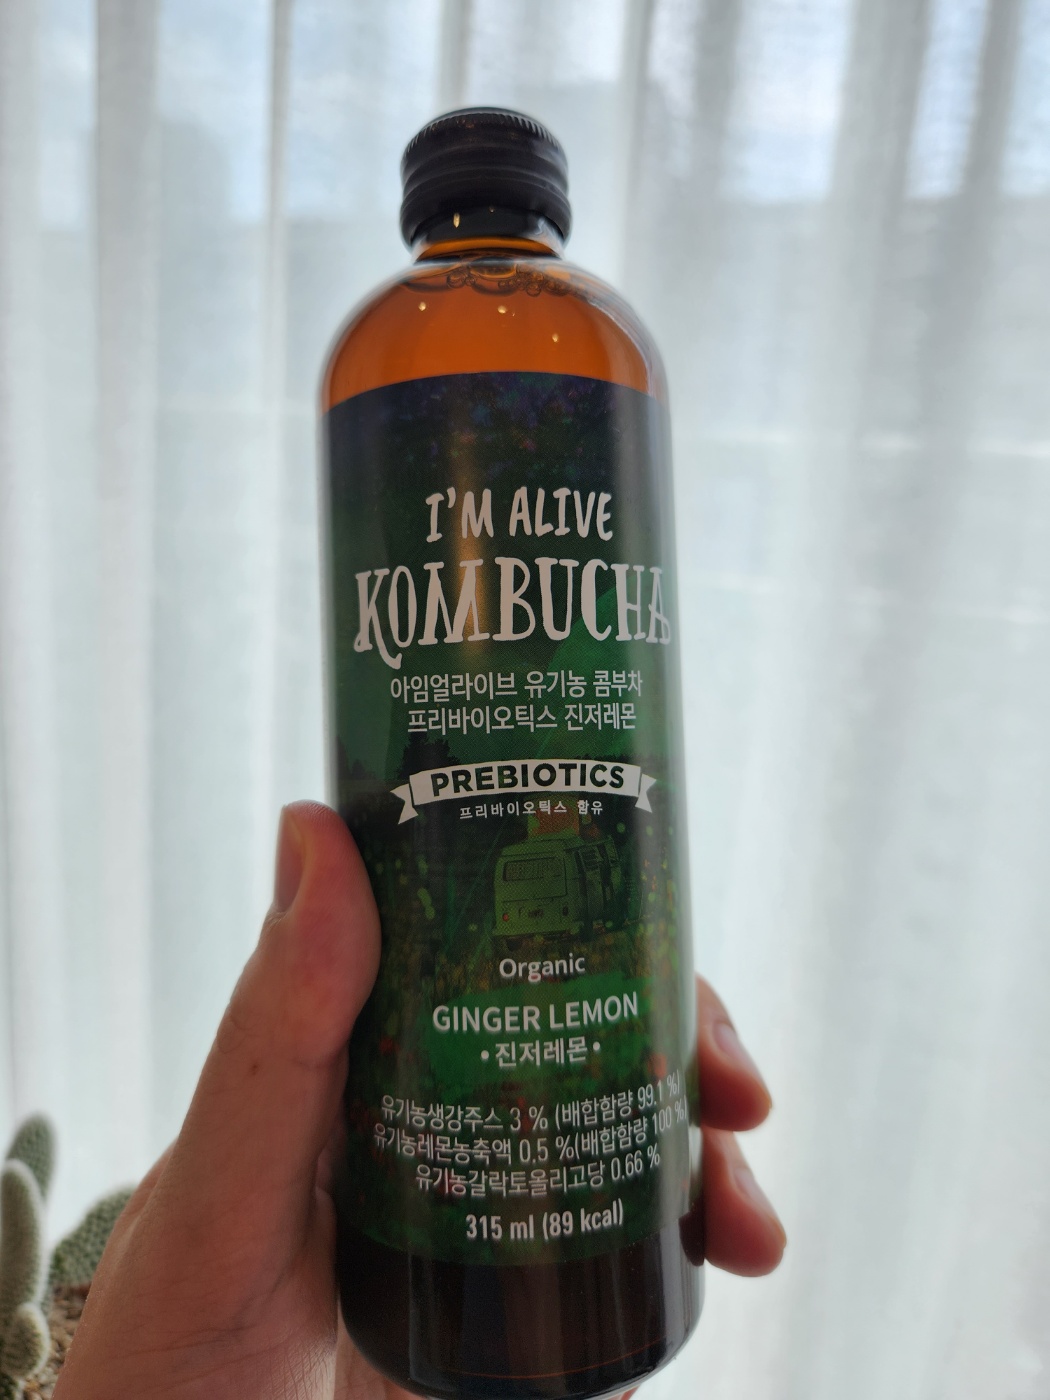 I'M ALIVE
KOMBUCHA
아임얼라이브 유기농 콤부차
프리바이오틱스 진저레몬
PREBIOTICS
프리바이오틱스 함유
Organic
GINGER LEMON
•진저레몬•
유기농생강주스 3 % (배합함량 99.1 %)
유기농레몬농축액 0.5 %(배합함량 100 %)
유기농갈락토올리고당 0.66 %
315 ml (89 kcal)